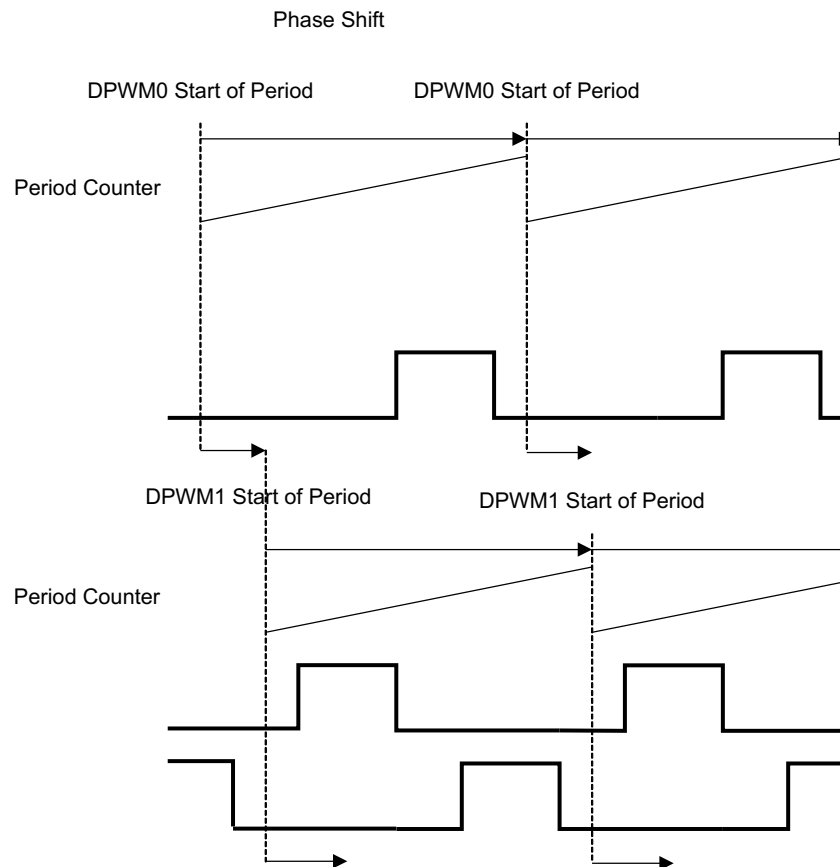 Phase Shift
DPWM0 Start of Period
DPWM0 Start of Period
Period Counter
DPWM1 Start of Period
DPWM1 Start of Period
Period Counter